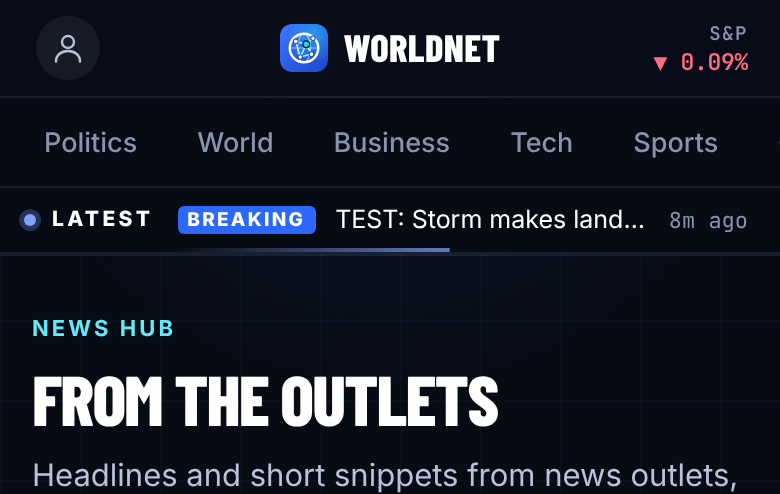 WORLDNET
S&P
▼ 0.09%
Politics World Business Tech Sports
LATEST BREAKING TEST: Storm makes land... 8m ago
NEWS HUB
FROM THE OUTLETS
Headlines and short snippets from news outlets,